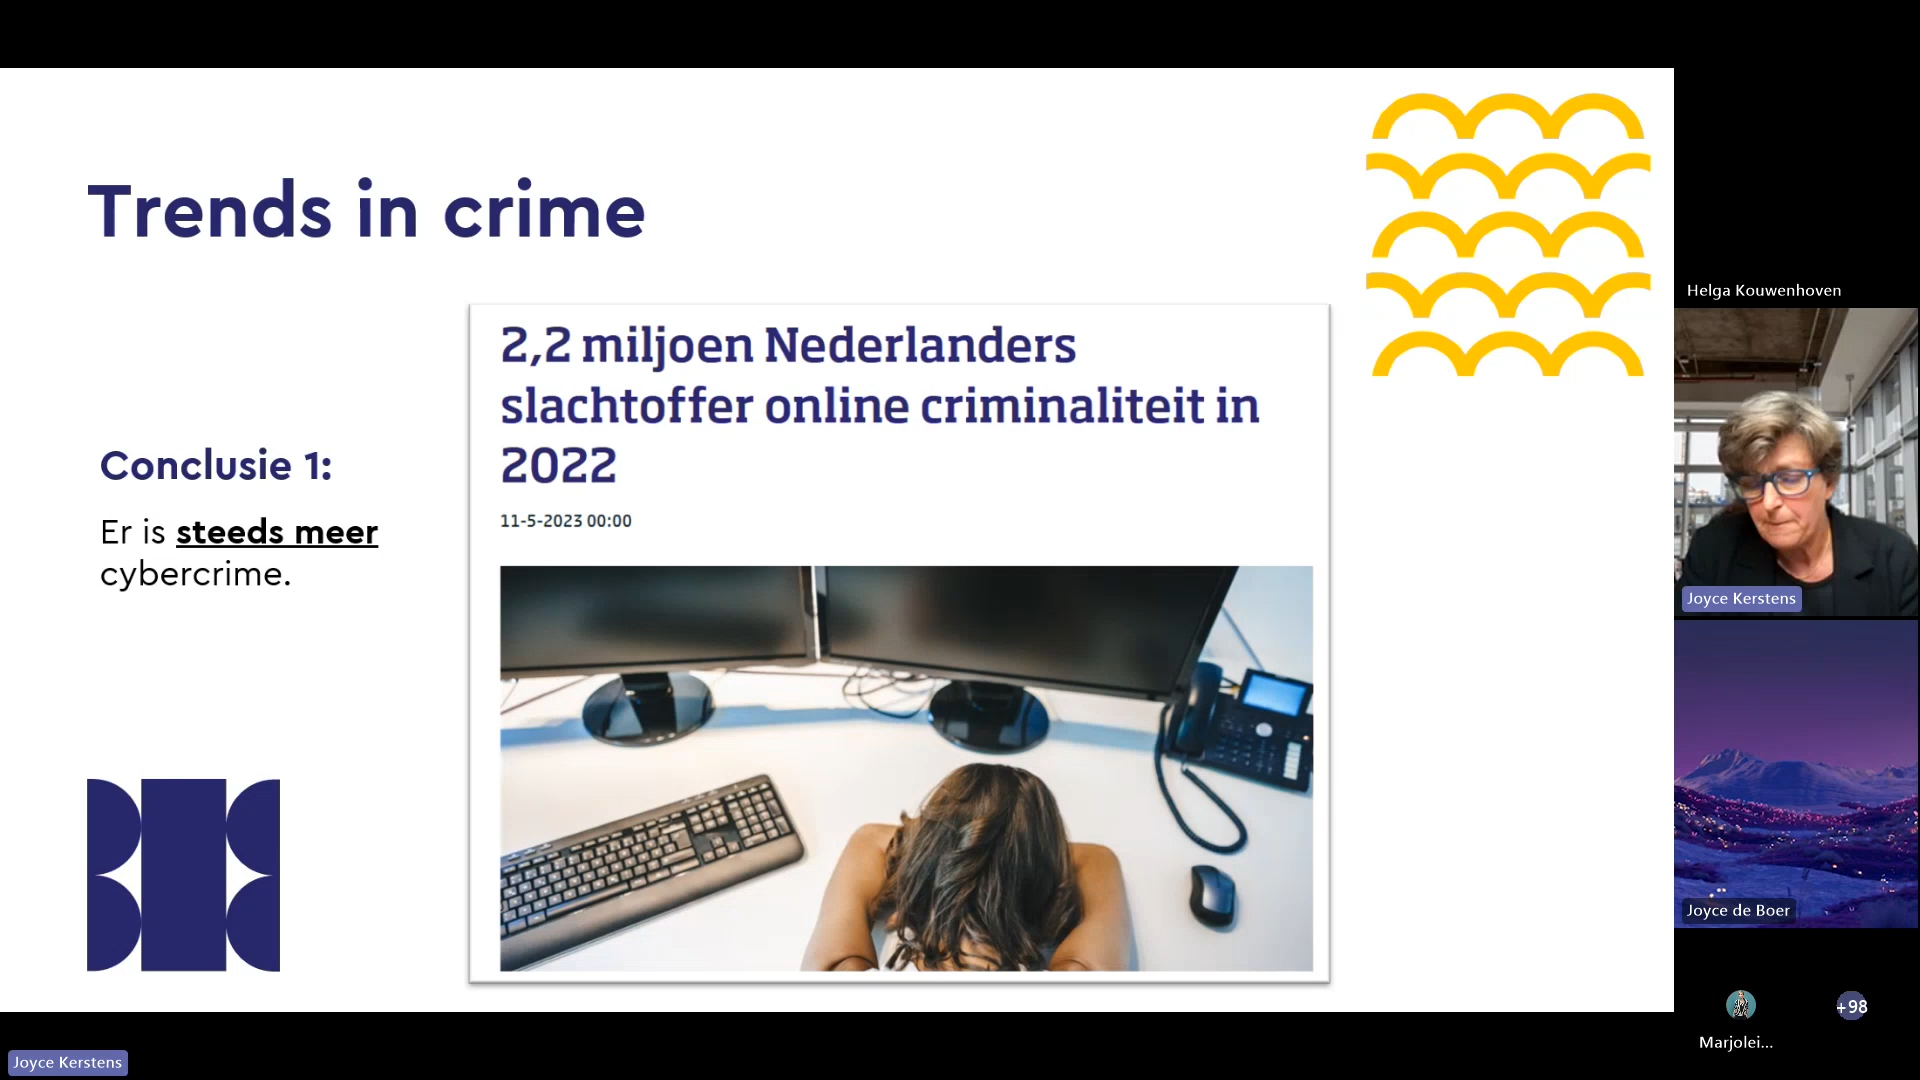 Trends in crime
Conclusie 1:
Er is steeds meer
cybercrime.
2,2 miljoen Nederlanders
slachtoffer online criminaliteit in
2022
11-5-2023 00:00
Helga Kouwenhoven
Joyce Kerstens
Joyce de Boer
+98
Marjolei...
Joyce Kerstens